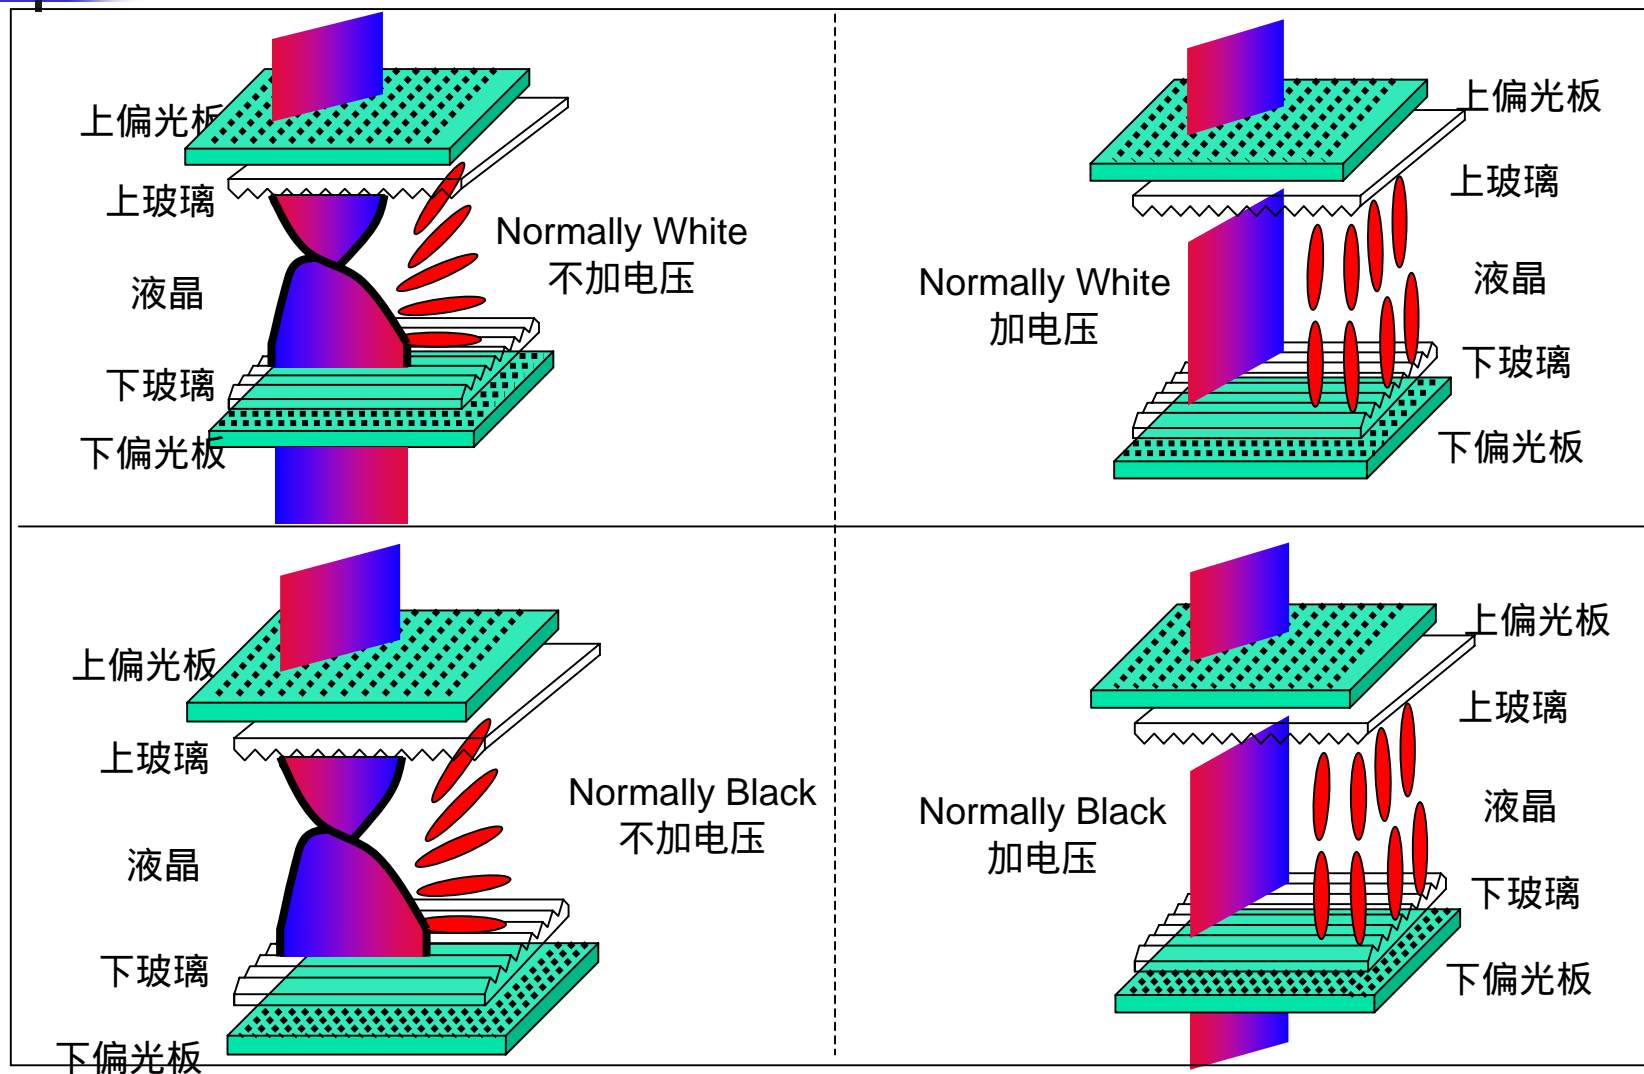 上偏光板
上玻璃
液晶
下玻璃
下偏光板
Normally White
不加电压
Normally White
加电压
上偏光板
上玻璃
液晶
下玻璃
下偏光板
上偏光板
上玻璃
液晶
下玻璃
下偏光板
Normally Black
不加电压
Normally Black
加电压
上偏光板
上玻璃
液晶
下玻璃
下偏光板